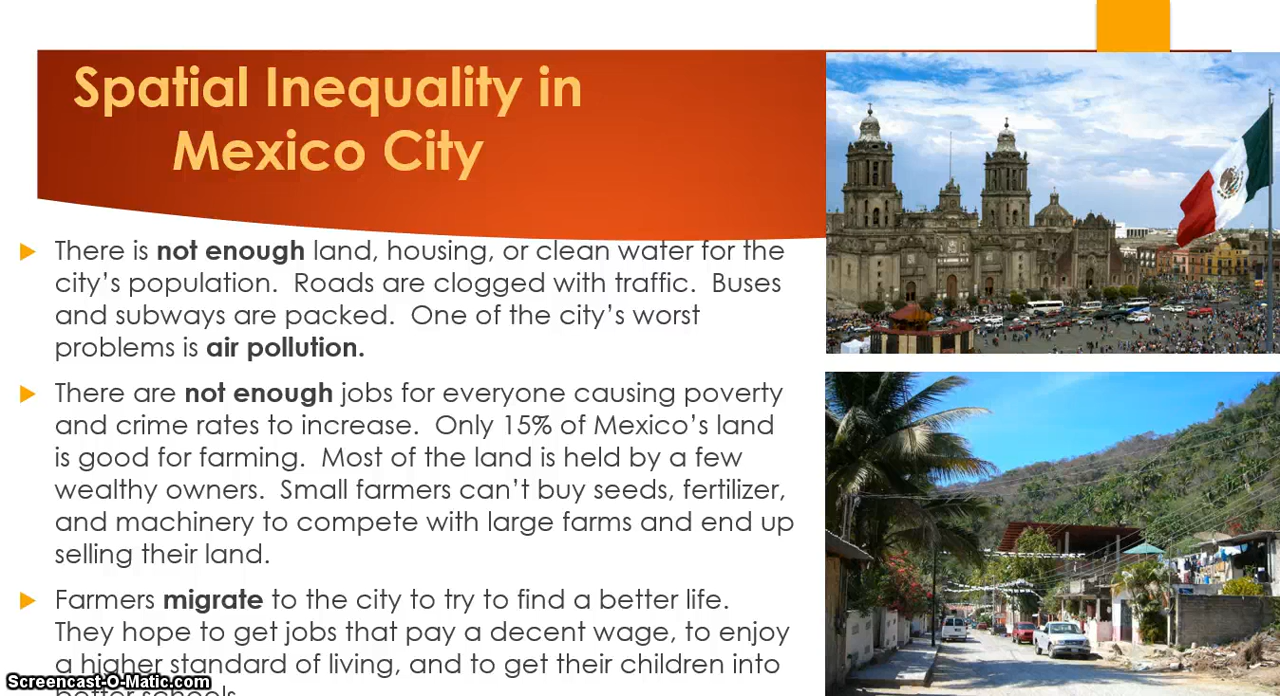 Spatial Inequality in
Mexico City
There is not enough land, housing, or clean water for the
city's population. Roads are clogged with traffic. Buses
and subways are packed. One of the city's worst
problems is air pollution.
There are not enough jobs for everyone causing poverty
and crime rates to increase. Only 15% of Mexico's land
is good for farming. Most of the land is held by a few
wealthy owners. Small farmers can't buy seeds, fertilizer,
and machinery to compete with large farms and end up
selling their land.
Farmers migrate to the city to try to find a better life.
They hope to get jobs that pay a decent wage, to enjoy
a higher standard of living, and to get their children into
better schools.
Screencast-O-Matic.com